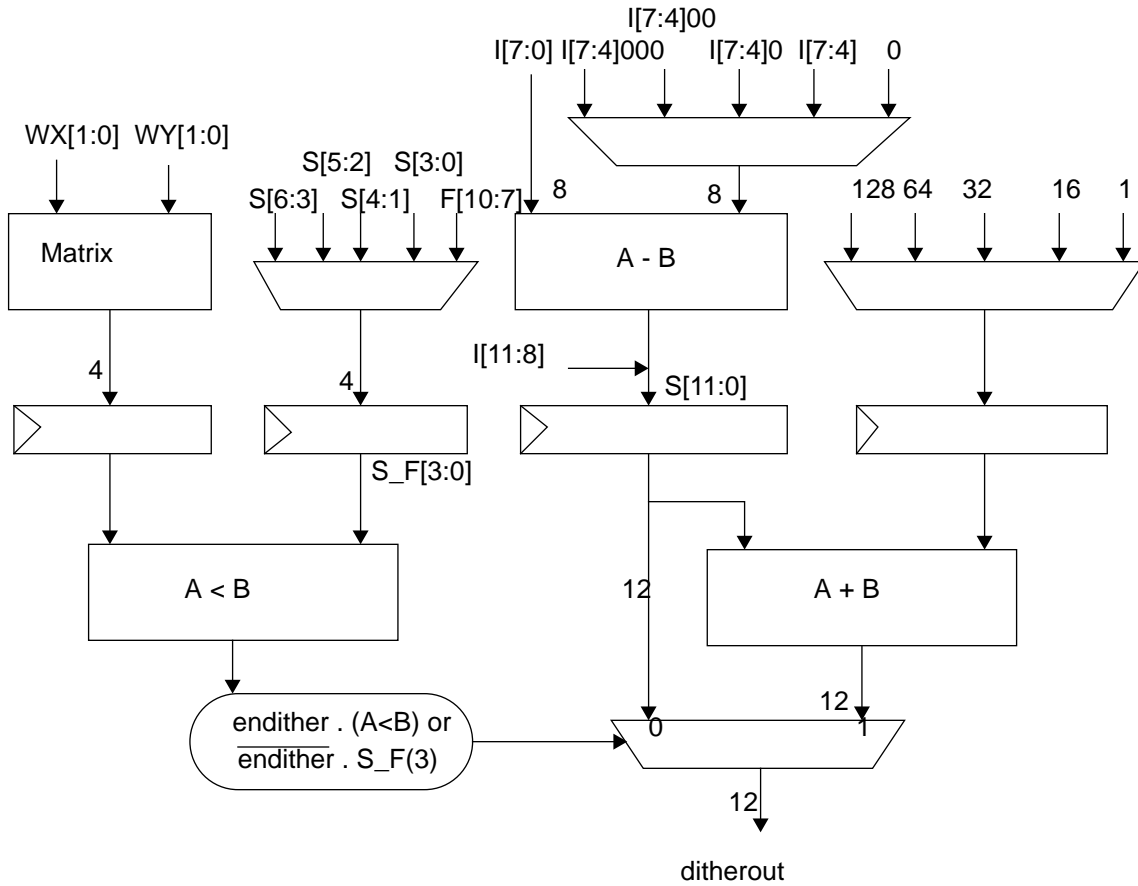 I[7:4]00
I[7:0] I[7:4]000 I[7:4]0 I[7:4] 0
WX[1:0] WY[1:0]
S[5:2] S[3:0]
S[6:3] S[4:1] F[10:7]
8 8 128 64 32 16 1
Matrix
A - B
I[11:8]
4 4 S[11:0]
S_F[3:0]
A < B 12 A + B
12
endither . (A<B) or 0 1
endither . S_F(3)
12
ditherout